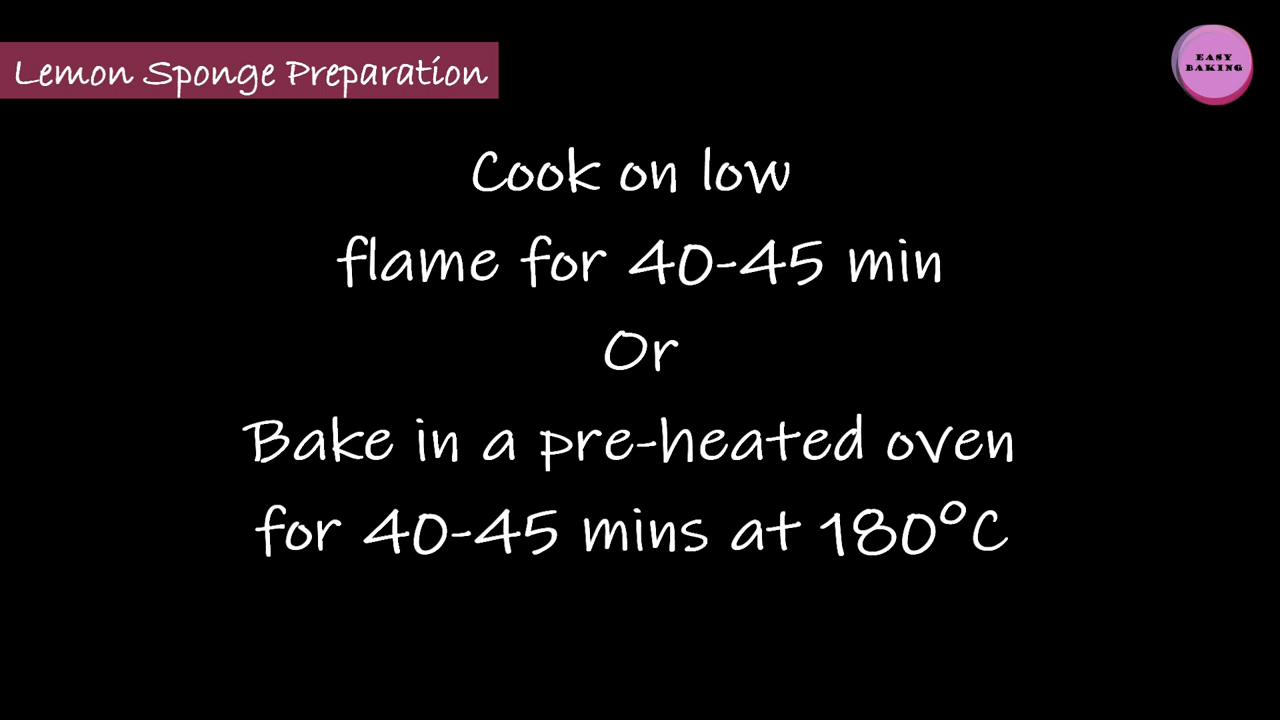 Lemon Sponge Preparation
EASY
BAKING
Cook on low
flame for 40-45 min
Or
Bake in a pre-heated oven
for 40-45 mins at 180°C